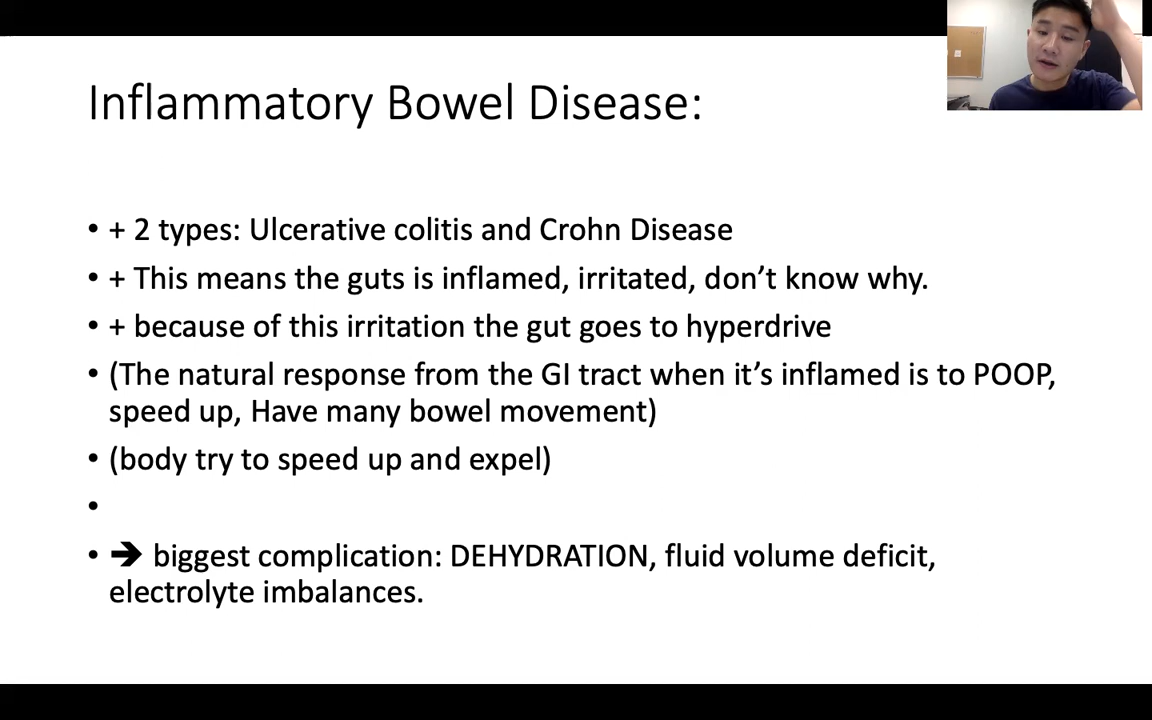 Inflammatory Bowel Disease:
• + 2 types: Ulcerative colitis and Crohn Disease
• + This means the guts is inflamed, irritated, don’t know why.
• + because of this irritation the gut goes to hyperdrive
• (The natural response from the GI tract when it’s inflamed is to POOP,
speed up, Have many bowel movement)
• (body try to speed up and expel)
•
• ➔ biggest complication: DEHYDRATION, fluid volume deficit,
electrolyte imbalances.